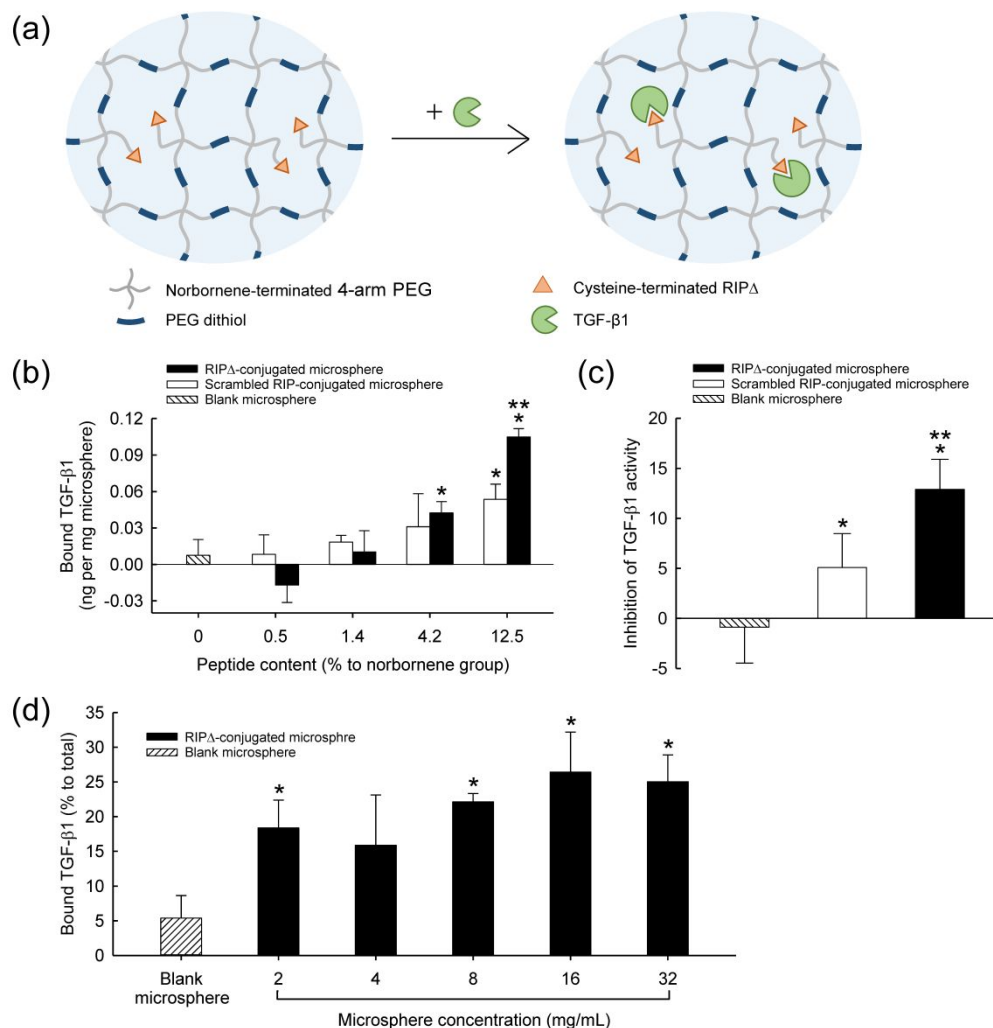 (a)
+
Norbornene-terminated 4-arm PEG
PEG dithiol
Cysteine-terminated RIPΔ
TGF-β1
(b)
RIPΔ-conjugated microsphere
Scrambled RIP-conjugated microsphere
Blank microsphere
Bound TGF-β1
(ng per mg microsphere)
0.12
0.09
0.06
0.03
0.00
-0.03
*
*
**
*
0
0.5
1.4
4.2
12.5
Peptide content (% to norbornene group)
(c)
RIPΔ-conjugated microsphere
Scrambled RIP-conjugated microsphere
Blank microsphere
Inhibition of TGF-β1 activity
20
15
10
5
0
-5
*
**
*
(d)
RIPΔ-conjugated microsphre
Blank microsphere
Bound TGF-β1 (% to total)
35
30
25
20
15
10
5
0
*
*
*
*
Blank
microsphere
2
4
8
16
32
Microsphere concentration (mg/mL)